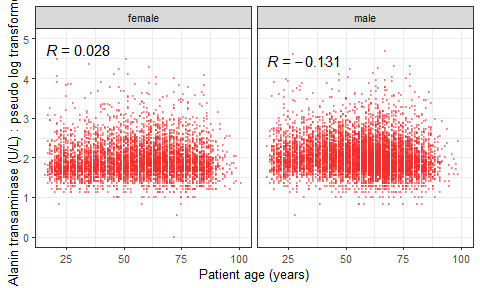 female
male
R = 0.028
R = −0.131
5
4
3
2
1
0
25
50
75
100
25
50
75
100
Patient age (years)
Alanin transaminase (U/L) : pseudo log transforme